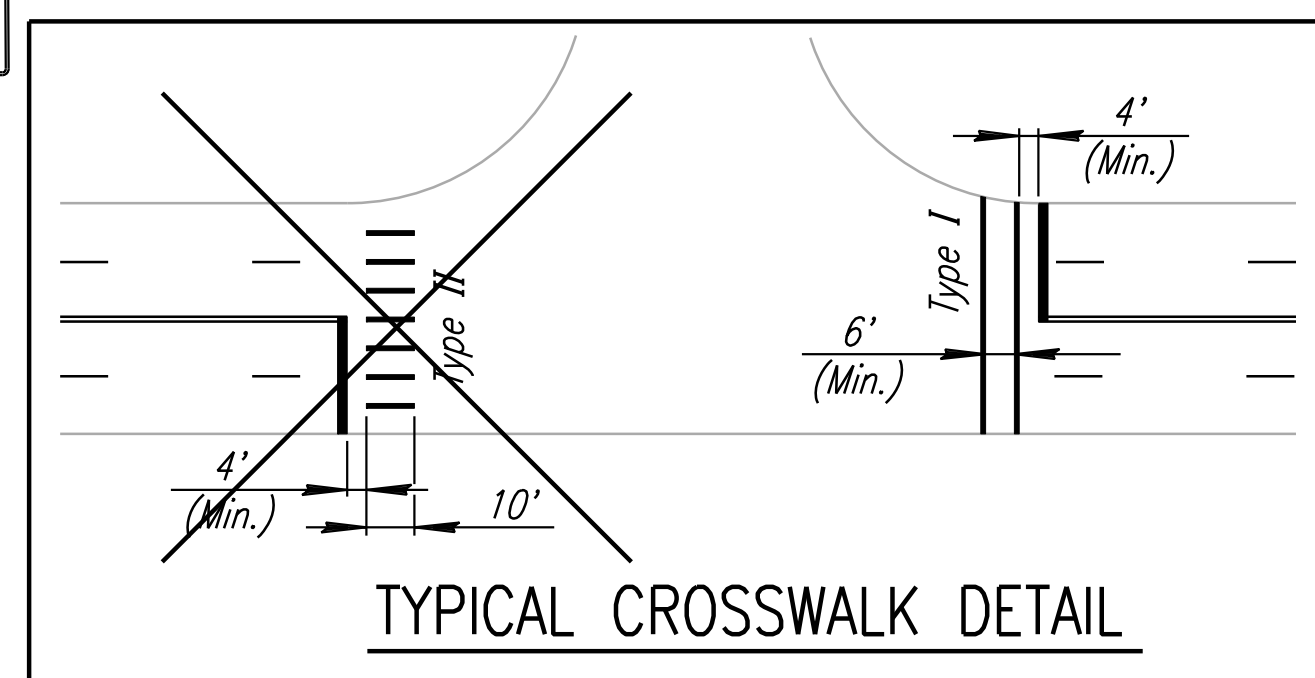 4'
(Min.)
Type I
6'
(Min.)
Type II
4'
(Min.)
10'
TYPICAL CROSSWALK DETAIL